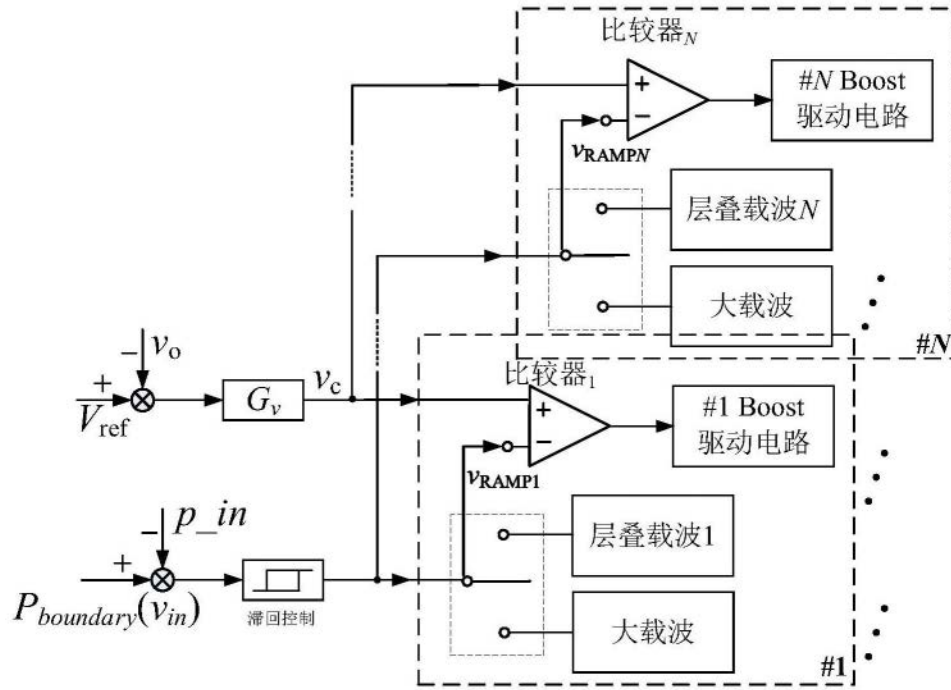 比较器N
#N Boost
驱动电路
+
−
vRAMPN
层叠载波N
大载波
#N
比较器1
− vo
+
Vref
Gv
vc
+
−
#1 Boost
驱动电路
vRAMP1
层叠载波1
− p_in
+
Pboundary(vin)
滞回控制
大载波
#1